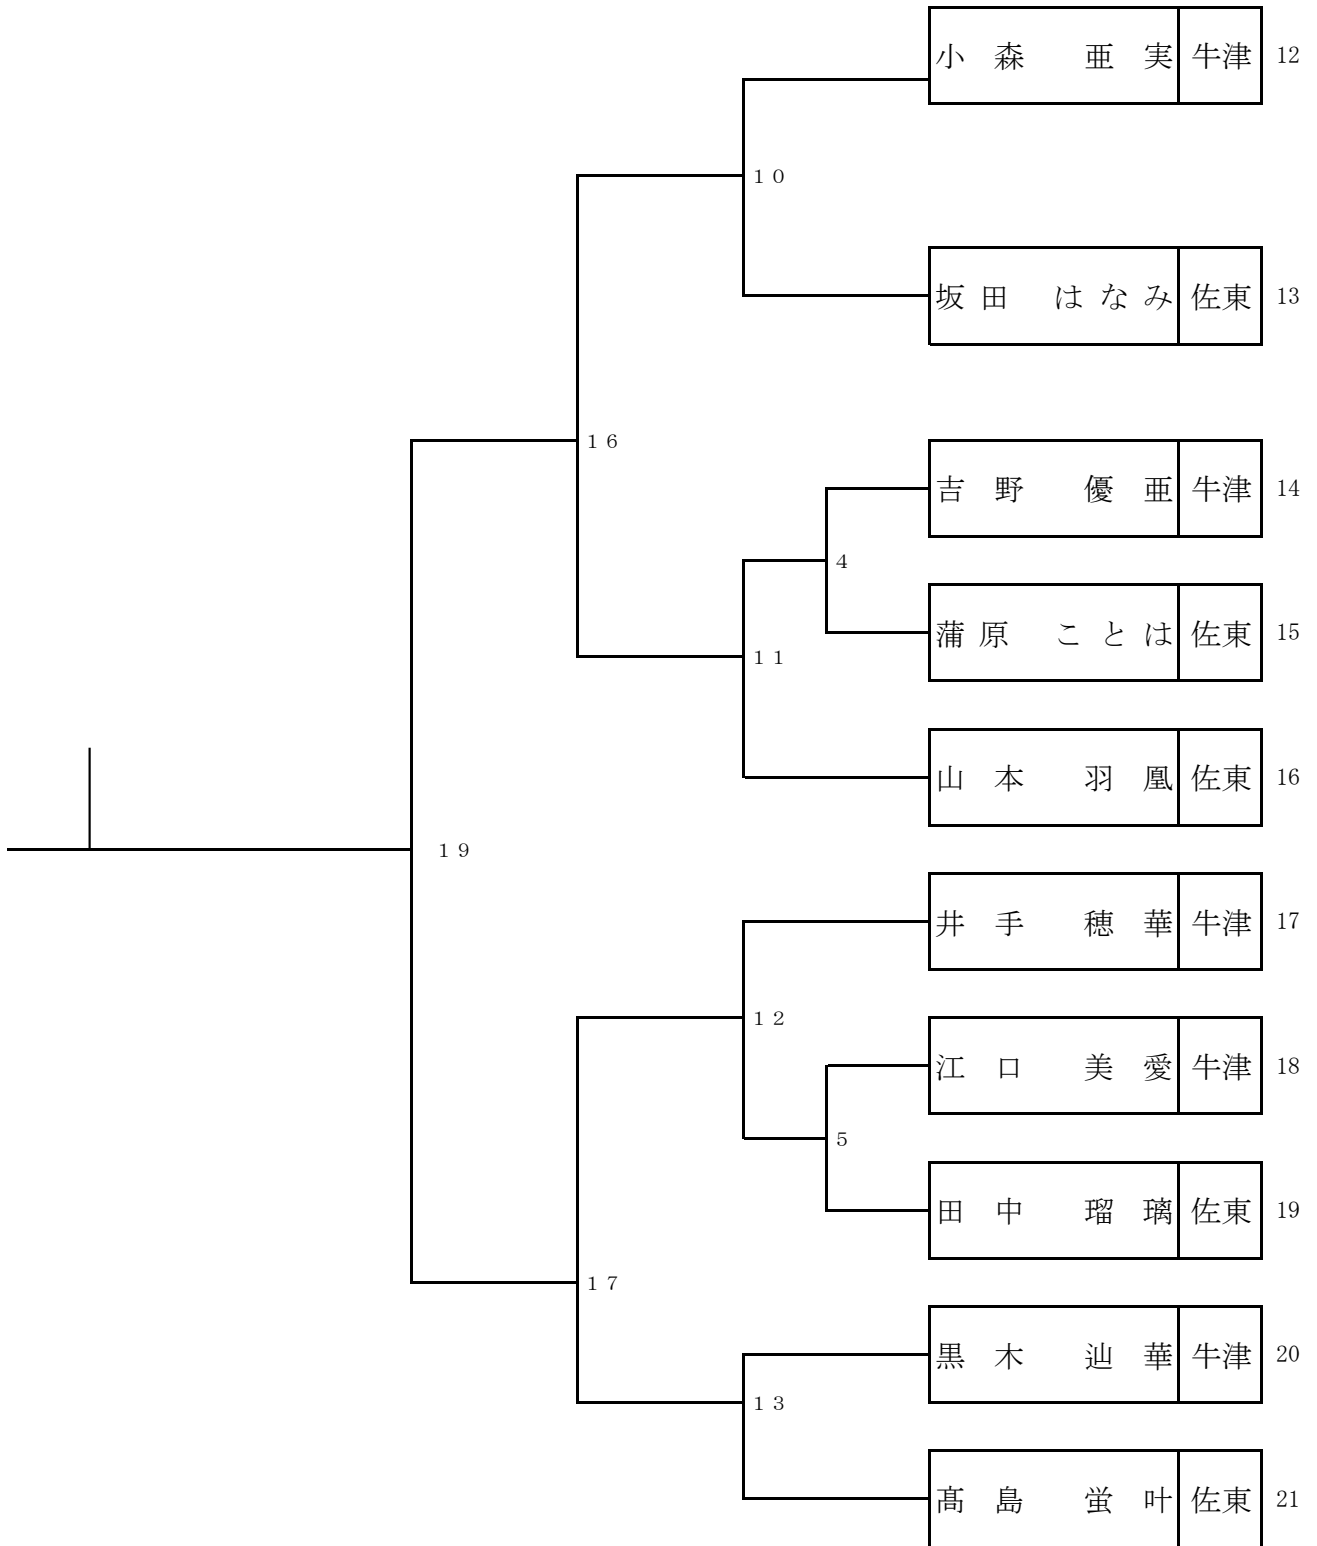 小森 亜実 牛津 12
10
坂田 はなみ 佐東 13
16
吉野 優亜 牛津 14
4
蒲原 ことは 佐東 15
11
山本 羽凰 佐東 16
19
井手 穂華 牛津 17
12
江口 美愛 牛津 18
5
田中 瑠璃 佐東 19
17
黒木 辿華 牛津 20
13
髙島 蛍叶 佐東 21